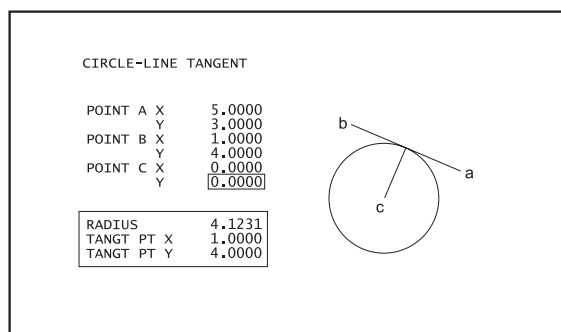 CIRCLE-LINE TANGENT
POINT A X 5.0000
Y 3.0000
POINT B X 1.0000
Y 4.0000
POINT C X 0.0000
Y 0.0000
RADIUS 4.1231
TANGT PT X 1.0000
TANGT PT Y 4.0000
b
a
c